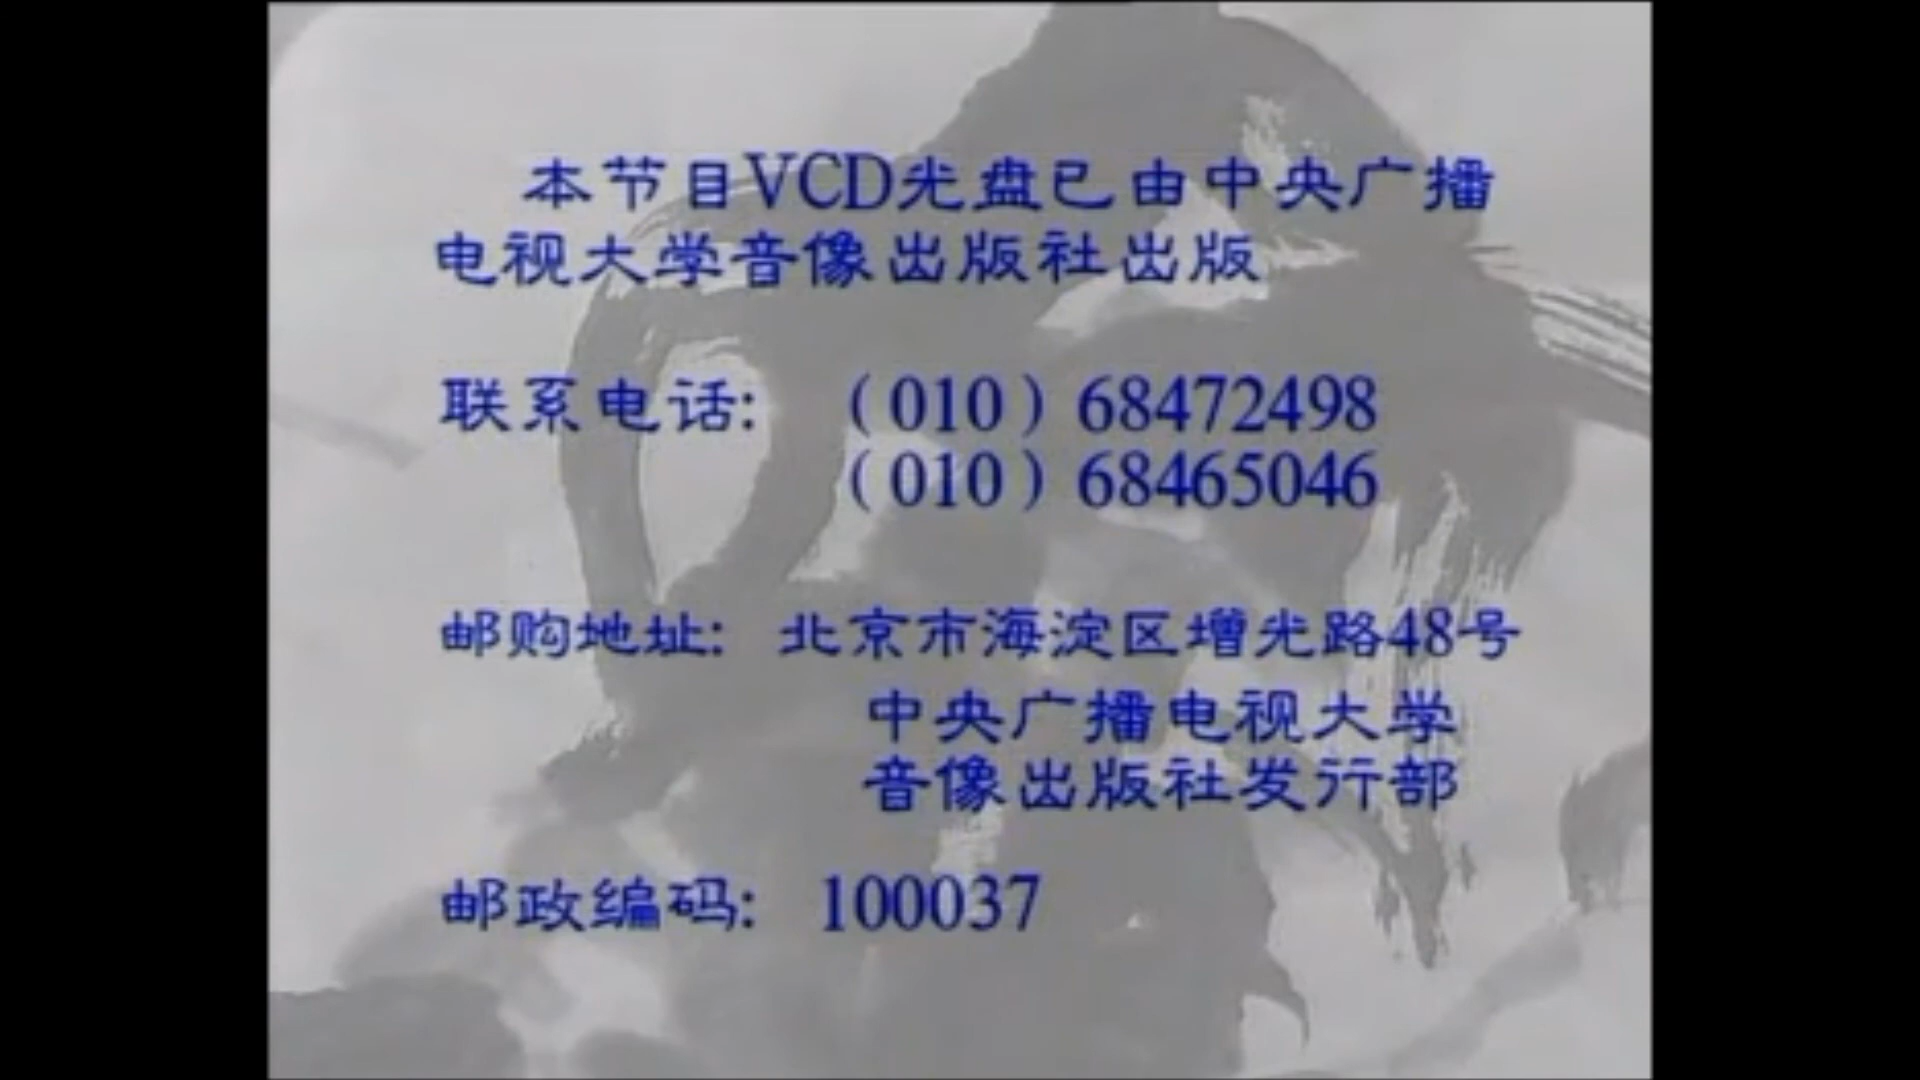 本节目VCD光盘已由中央广播
电视大学音像出版社出版
联系电话: （010）68472498
（010）68465046
邮购地址: 北京市海淀区增光路48号
中央广播电视大学
音像出版社发行部
邮政编码: 100037